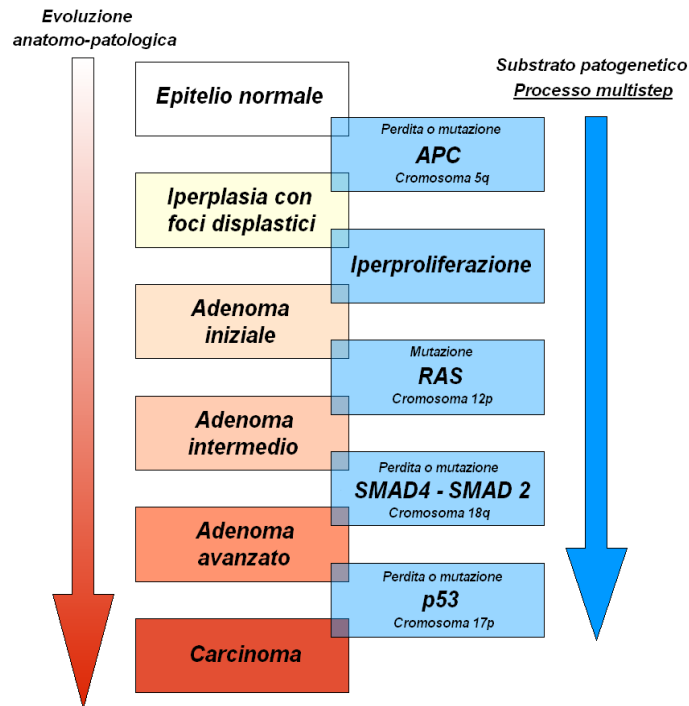 Evoluzione
anatomo-patologica
Substrato patogenetico
Processo multistep
Epitelio normale
Perdita o mutazione
APC
Cromosoma 5q
Iperplasia con
foci displastici
Iperproliferazione
Adenoma
iniziale
Mutazione
RAS
Cromosoma 12p
Adenoma
intermedio
Perdita o mutazione
SMAD4 - SMAD 2
Cromosoma 18q
Adenoma
avanzato
Perdita o mutazione
p53
Cromosoma 17p
Carcinoma